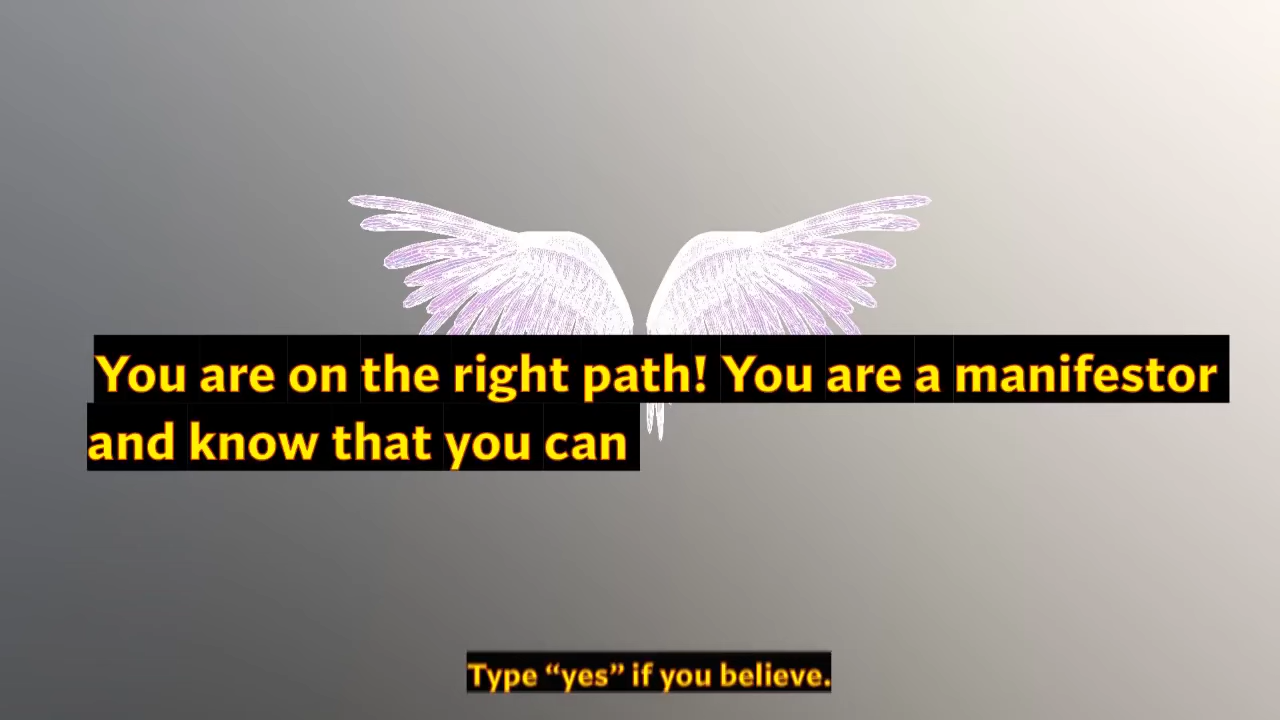 You are on the right path! You are a manifestor
and know that you can
Type “yes” if you believe.